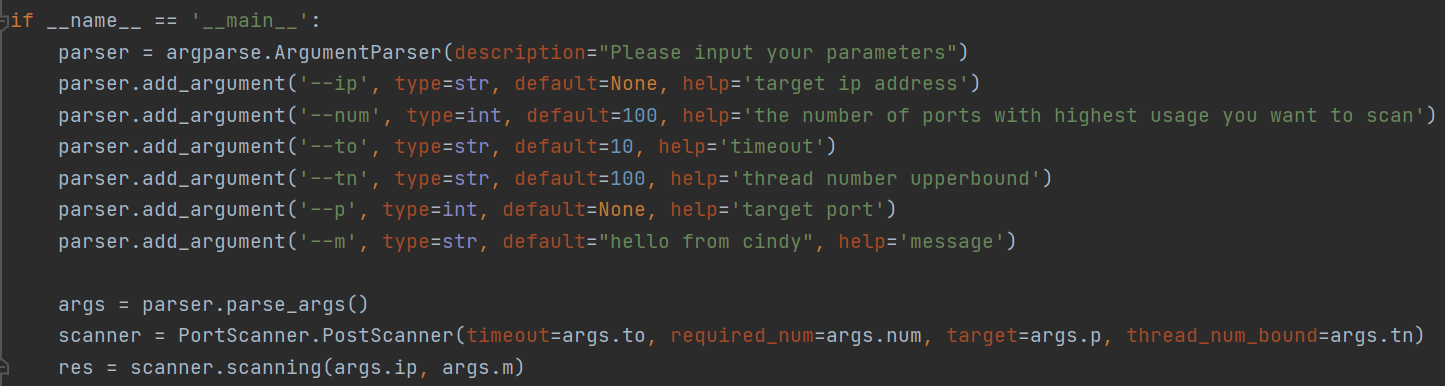 if __name__ == '__main__':
    parser = argparse.ArgumentParser(description="Please input your parameters")
    parser.add_argument('--ip', type=str, default=None, help='target ip address')
    parser.add_argument('--num', type=int, default=100, help='the number of ports with highest usage you want to scan')
    parser.add_argument('--to', type=str, default=10, help='timeout')
    parser.add_argument('--tn', type=str, default=100, help='thread number upperbound')
    parser.add_argument('--p', type=int, default=None, help='target port')
    parser.add_argument('--m', type=str, default="hello from cindy", help='message')

    args = parser.parse_args()
    scanner = PortScanner.PostScanner(timeout=args.to, required_num=args.num, target=args.p, thread_num_bound=args.tn)
    res = scanner.scanning(args.ip, args.m)